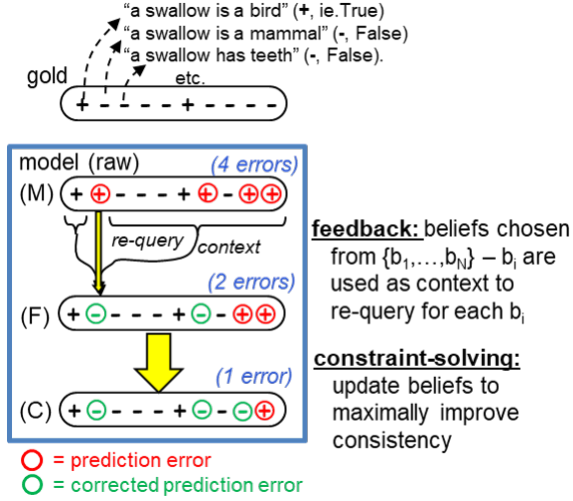 “a swallow is a bird” (+, ie.True)
“a swallow is a mammal” (-, False)
“a swallow has teeth” (-, False).
etc.
gold
+ - - - - + - - - -
model (raw) (4 errors)
(M) + + - - - + + - + +
re-query context
(2 errors)
(F) + - - - - + - - + +
(1 error)
(C) + - - - - + - - - +
feedback: beliefs chosen
from {b1,…,bN} – bi are
used as context to
re-query for each bi
constraint-solving:
update beliefs to
maximally improve
consistency
= prediction error
= corrected prediction error